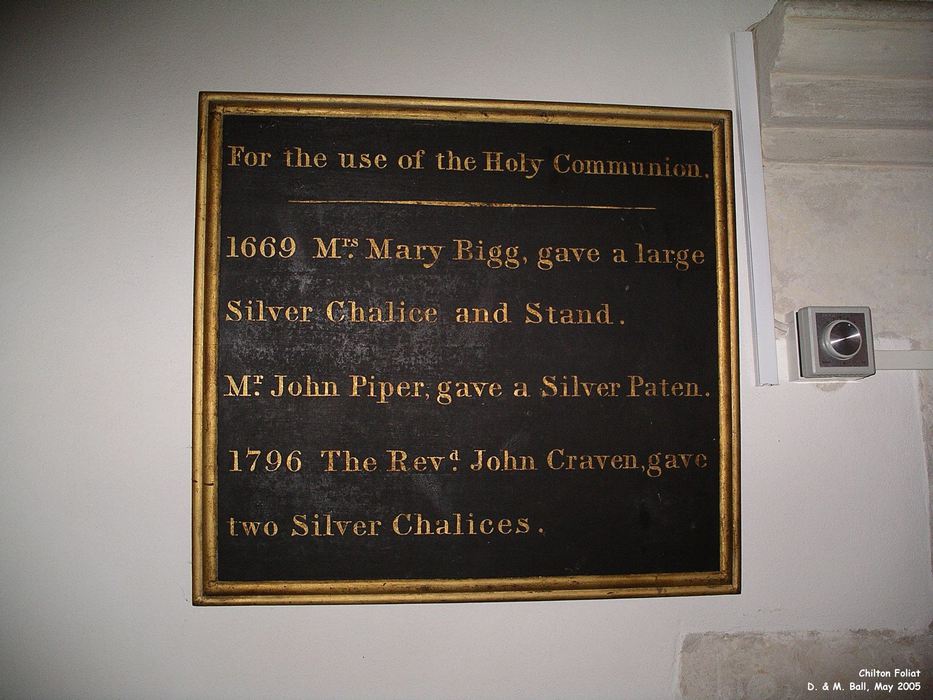 For the use of the Holy Communion.
1669 Mrs. Mary Bigg, gave a large
Silver Chalice and Stand.
Mr. John Piper, gave a Silver Paten.
1796 The Revd. John Craven, gave
two Silver Chalices.
Chilton Foliat
D. & M. Ball, May 2005